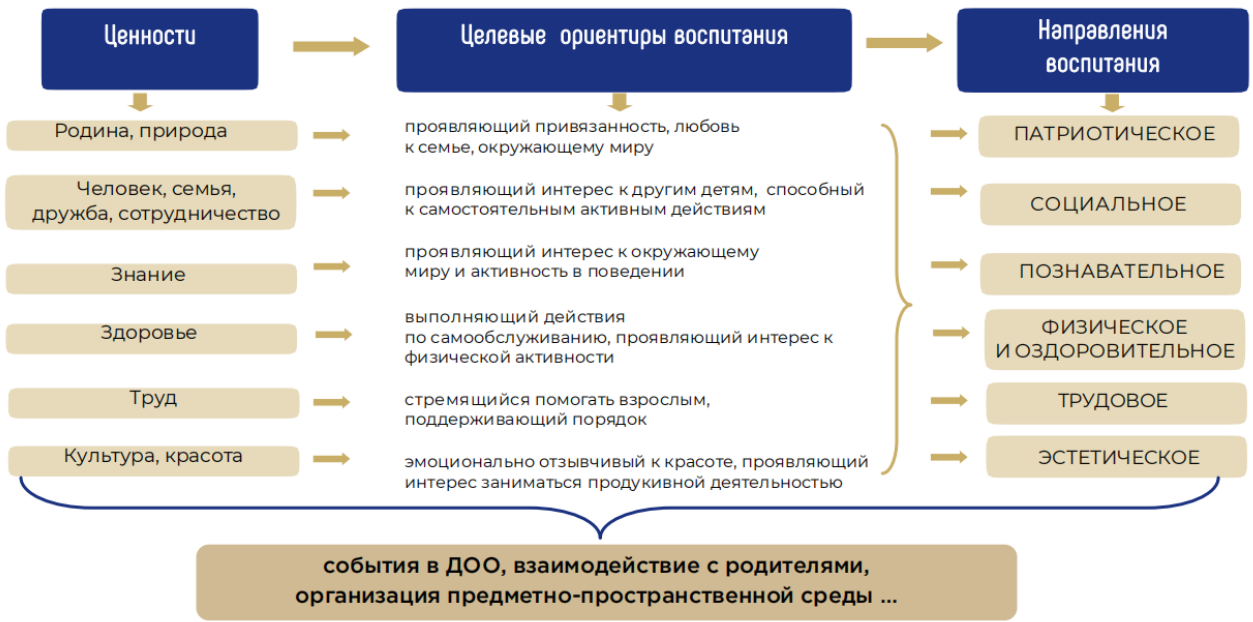 Ценности
Целевые ориентиры воспитания
Направления
воспитания
Родина, природа
проявляющий привязанность, любовь
к семье, окружающему миру
ПАТРИОТИЧЕСКОЕ
Человек, семья,
дружба, сотрудничество
проявляющий интерес к другим детям, способный
к самостоятельным активным действиям
СОЦИАЛЬНОЕ
Знание
проявляющий интерес к окружающему
миру и активность в поведении
ПОЗНАВАТЕЛЬНОЕ
Здоровье
выполняющий действия
по самообслуживанию, проявляющий интерес к
физической активности
ФИЗИЧЕСКОЕ
И ОЗДОРОВИТЕЛЬНОЕ
Труд
стремящийся помогать взрослым,
поддерживающий порядок
ТРУДОВОЕ
Культура, красота
эмоционально отзывчивый к красоте, проявляющий
интерес заниматься продукивной деятельностью
ЭСТЕТИЧЕСКОЕ
события в ДОО, взаимодействие с родителями,
организация предметно-пространственной среды ...